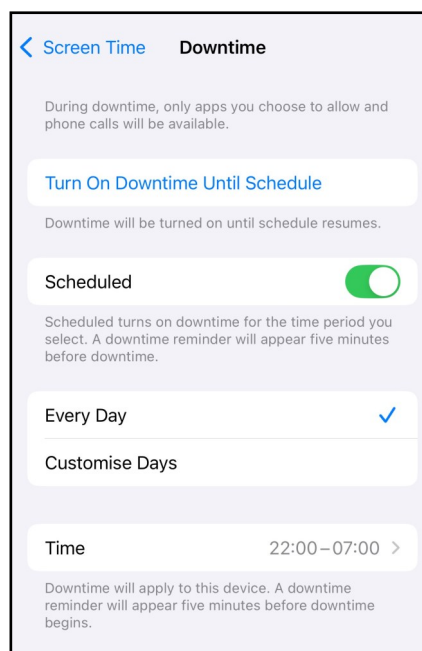 Screen Time Downtime
During downtime, only apps you choose to allow and
phone calls will be available.
Turn On Downtime Until Schedule
Downtime will be turned on until schedule resumes.
Scheduled
Scheduled turns on downtime for the time period you
select. A downtime reminder will appear five minutes
before downtime.
Every Day
Customise Days
Time 22:00–07:00
Downtime will apply to this device. A downtime
reminder will appear five minutes before downtime
begins.